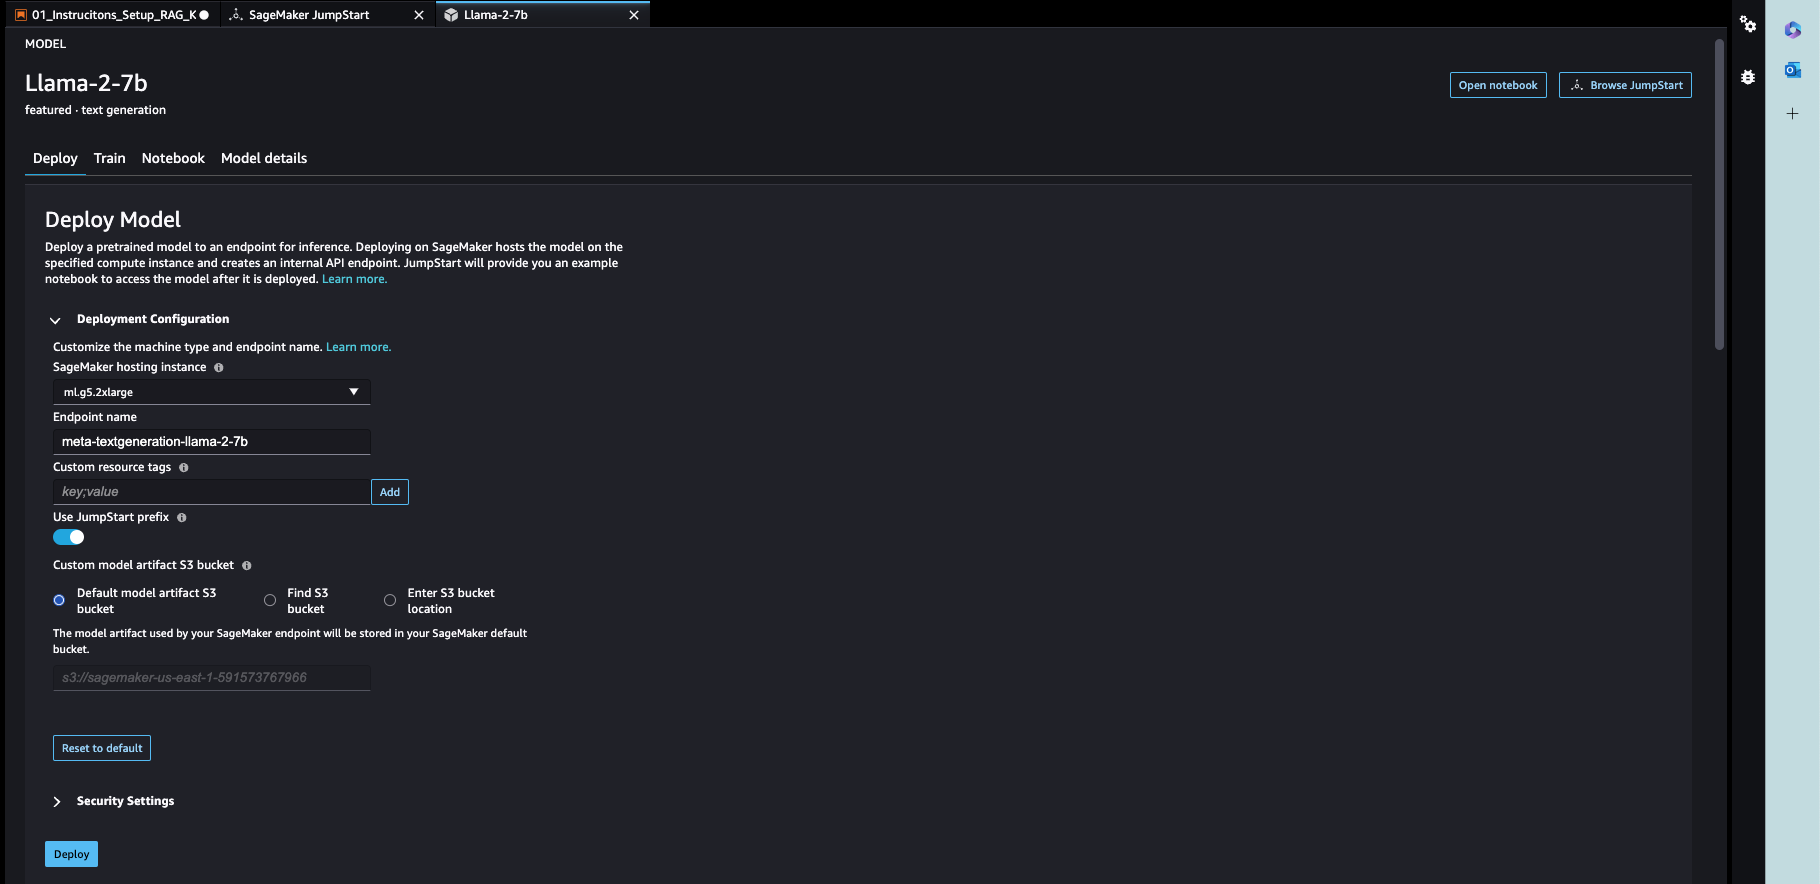 01_Instrucitons_Setup_RAG_K
SageMaker JumpStart
Llama-2-7b
MODEL
Llama-2-7b
featured · text generation
Open notebook
Browse JumpStart
Deploy
Train
Notebook
Model details
Deploy Model
Deploy a pretrained model to an endpoint for inference. Deploying on SageMaker hosts the model on the
specified compute instance and creates an internal API endpoint. JumpStart will provide you an example
notebook to access the model after it is deployed. Learn more.
Deployment Configuration
Customize the machine type and endpoint name. Learn more.
SageMaker hosting instance
ml.g5.2xlarge
Endpoint name
meta-textgeneration-llama-2-7b
Custom resource tags
key;value
Add
Use JumpStart prefix
Custom model artifact S3 bucket
Default model artifact S3
bucket
Find S3
bucket
Enter S3 bucket
location
The model artifact used by your SageMaker endpoint will be stored in your SageMaker default
bucket.
s3://sagemaker-us-east-1-591573767966
Reset to default
Security Settings
Deploy